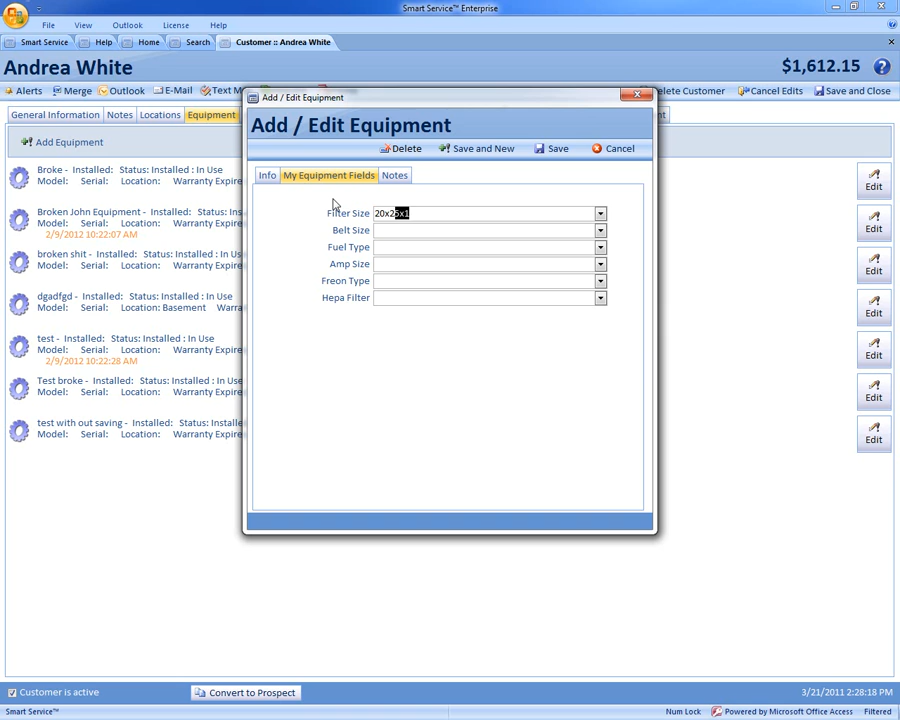 Smart Service™ Enterprise
File View Outlook License Help
Smart Service Help Home Search Customer :: Andrea White
Andrea White $1,612.15
Alerts Merge Outlook E-Mail Text M elete Customer Cancel Edits Save and Close
General Information Notes Locations Equipment
Add Equipment
Add / Edit Equipment
Add / Edit Equipment
Delete Save and New Save Cancel
Info My Equipment Fields Notes
Filter Size 20x25x1
Belt Size
Fuel Type
Amp Size
Freon Type
Hepa Filter
Broke - Installed: Status: Installed : In Use
Model: Serial: Location: Warranty Expire
Edit
Broken John Equipment - Installed: Status: Installe
Model: Serial: Location: Warranty Expire
2/9/2012 10:22:07 AM
Edit
broken shit - Installed: Status: Installed : In Use
Model: Serial: Location: Warranty Expire
Edit
dgadfgd - Installed: Status: Installed : In Use
Model: Serial: Location: Basement Warra
Edit
test - Installed: Status: Installed : In Use
Model: Serial: Location: Warranty Expire
2/9/2012 10:22:28 AM
Edit
Test broke - Installed: Status: Installed : In Use
Model: Serial: Location: Warranty Expire
Edit
test with out saving - Installed: Status: Installe
Model: Serial: Location: Warranty Expire
Edit
Customer is active Convert to Prospect 3/21/2011 2:28:18 PM
Smart Service™ Num Lock Powered by Microsoft Office Access Filtered